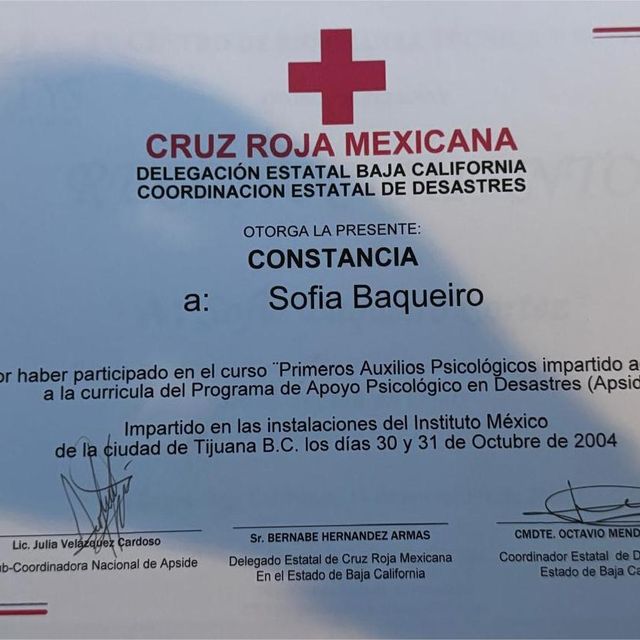 CRUZ ROJA MEXICANA
DELEGACIÓN ESTATAL BAJA CALIFORNIA
COORDINACION ESTATAL DE DESASTRES
OTORGA LA PRESENTE:
CONSTANCIA
a: Sofia Baqueiro
or haber participado en el curso ¨Primeros Auxilios Psicológicos impartido a
a la curricula del Programa de Apoyo Psicológico en Desastres (Apsid
Impartido en las instalaciones del Instituto México
de la ciudad de Tijuana B.C. los días 30 y 31 de Octubre de 2004
Lic. Julia Velázquez Cardoso
ub-Coordinadora Nacional de Apside
Sr. BERNABE HERNANDEZ ARMAS
Delegado Estatal de Cruz Roja Mexicana
En el Estado de Baja California
CMDTE. OCTAVIO MEND
Coordinador Estatal de D
Estado de Baja Ca